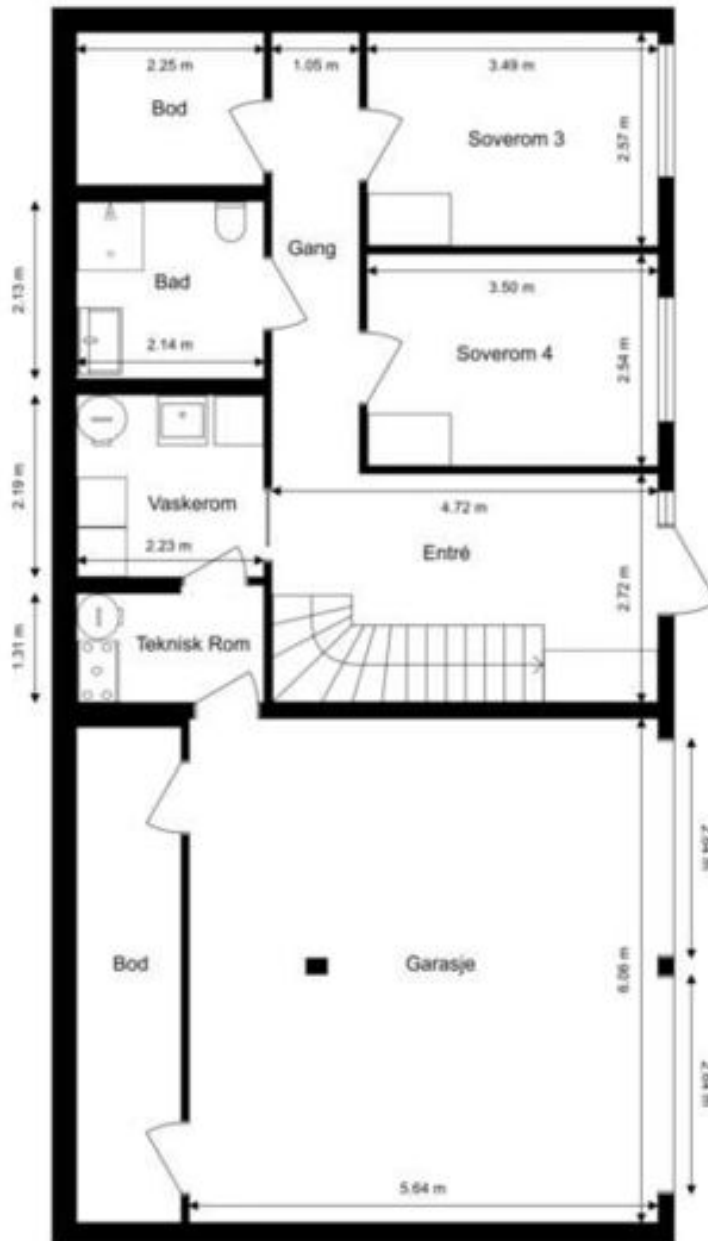 2.25 m
1.05 m
3.49 m
Bod
Soverom 3
2.57 m
Gang
2.13 m
Bad
2.14 m
3.50 m
Soverom 4
2.54 m
2.19 m
Vaskerom
2.23 m
4.72 m
Entré
2.72 m
1.31 m
Teknisk Rom
Bod
Garasje
6.06 m
5.64 m